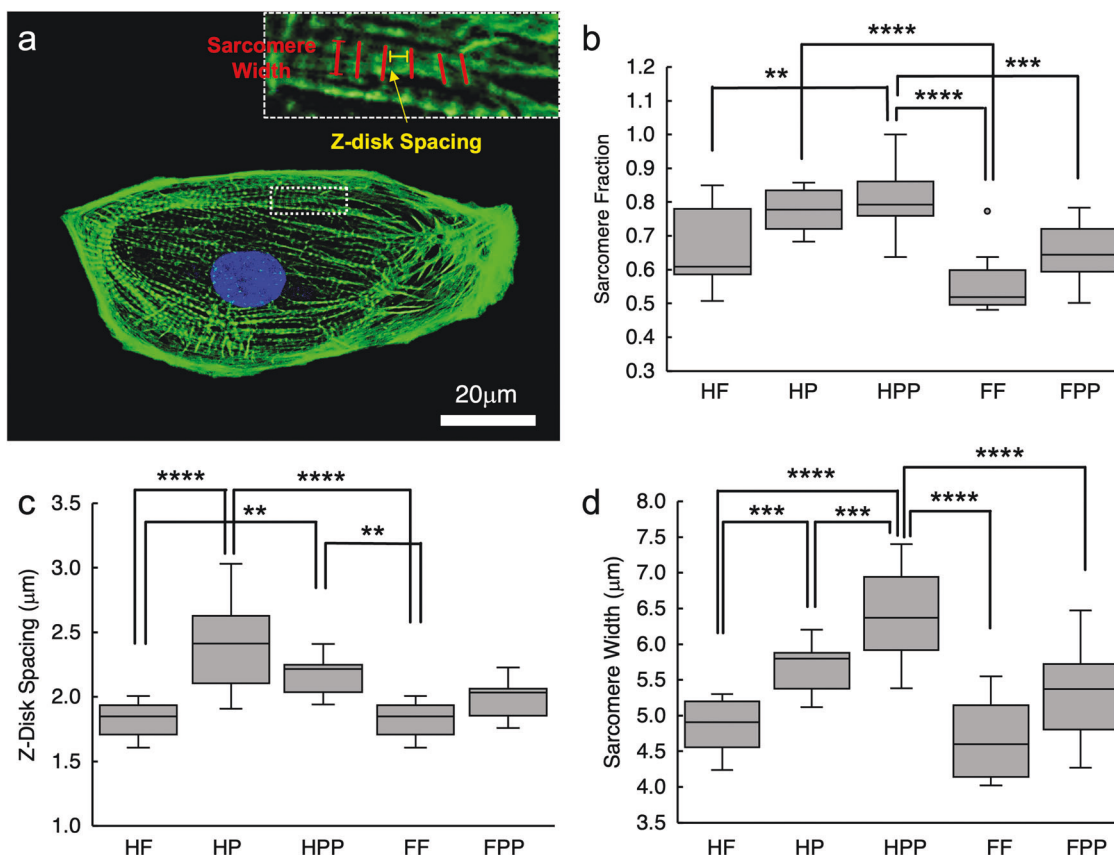 a
Sarcomere
Width
Z-disk Spacing
20μm
b
Sarcomere Fraction
1.2
1.1
1.0
0.9
0.8
0.7
0.6
0.5
0.4
0.3
**
****
****
***
HF HP HPP FF FPP
c
Z-Disk Spacing (μm)
3.5
3.0
2.5
2.0
1.5
1.0
**** ****
** **
HF HP HPP FF FPP
d
Sarcomere Width (μm)
8.0
7.5
7.0
6.5
6.0
5.5
5.0
4.5
4.0
3.5
****
****
*** *** ****
HF HP HPP FF FPP